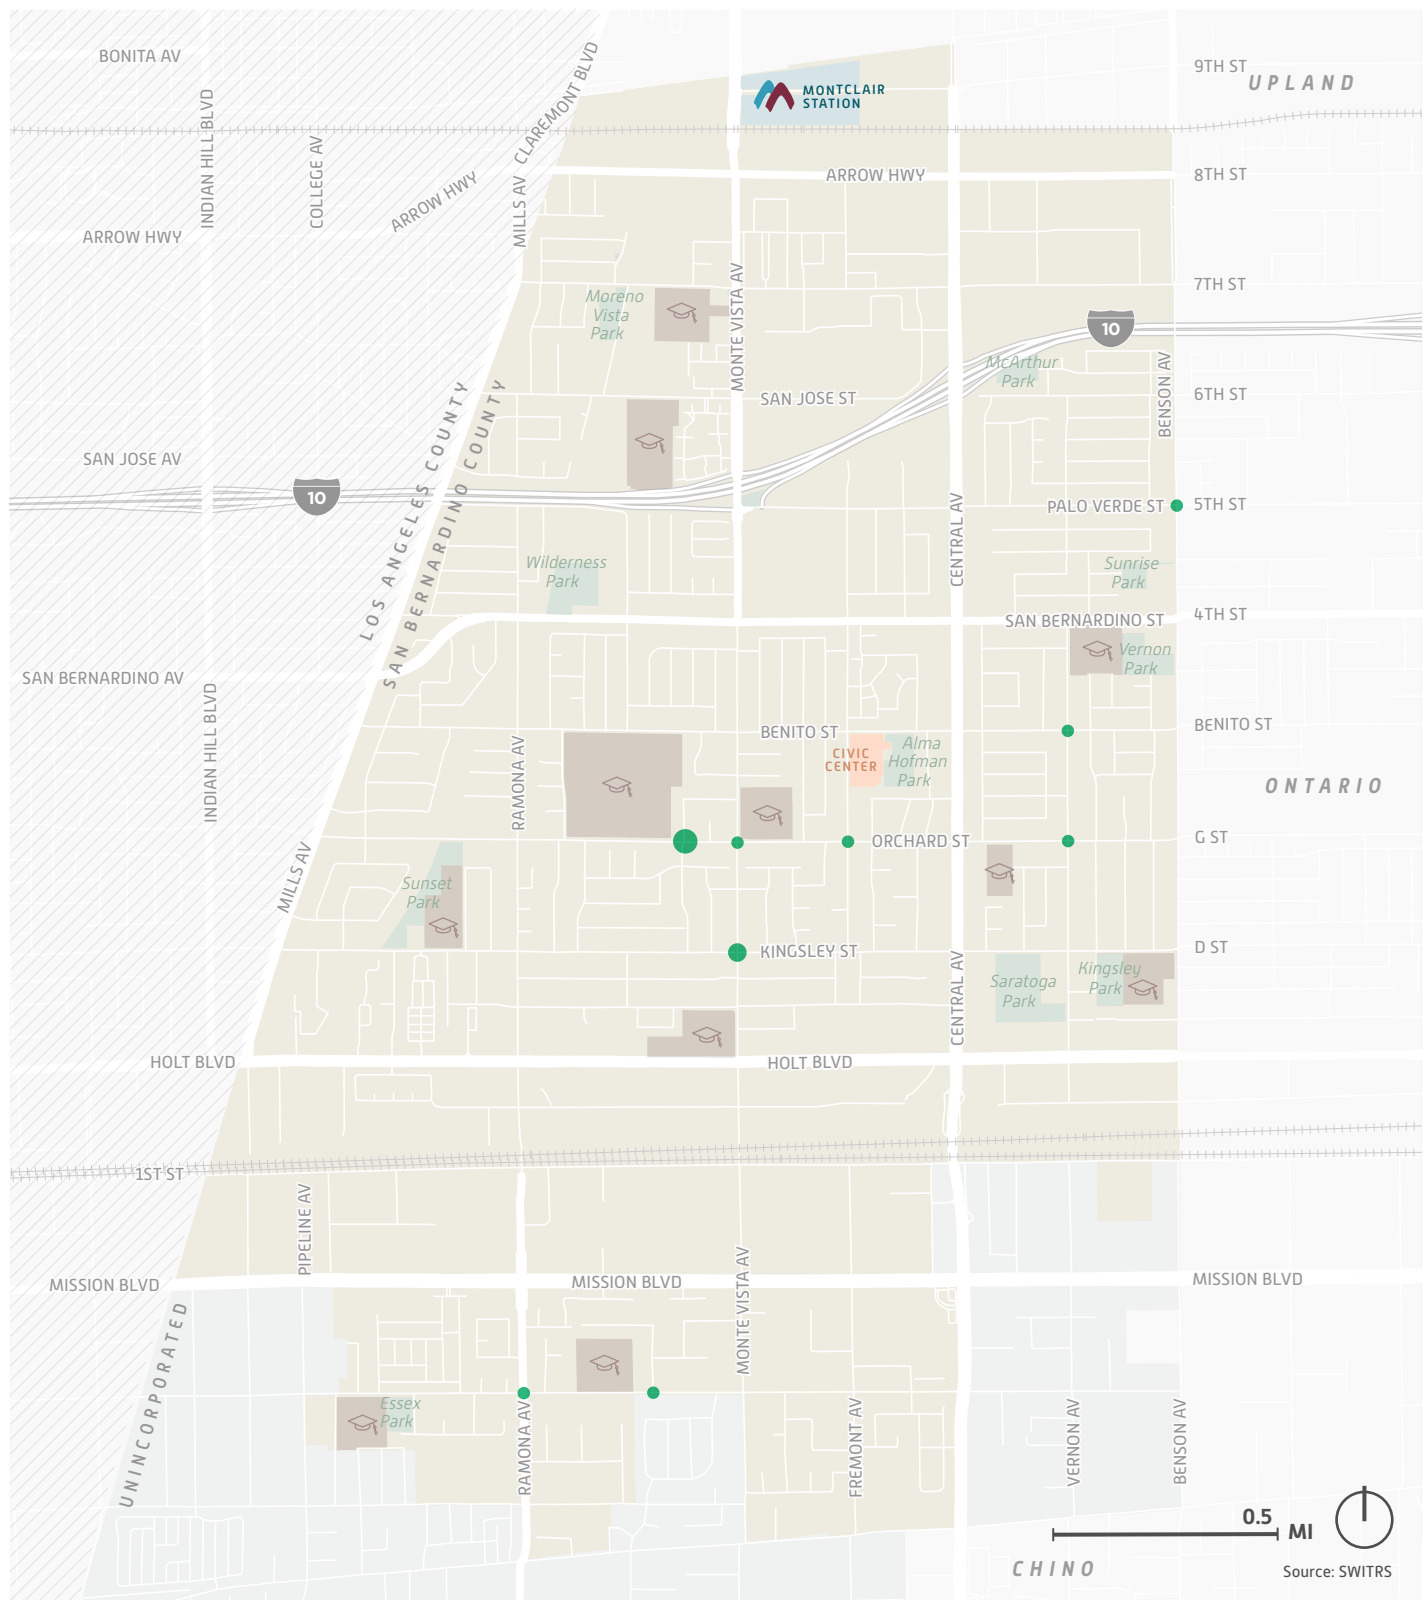 BONITA AV
INDIAN HILL BLVD
COLLEGE AV
CLAREMONT BLVD
MILLS AV
ARROW HWY
ARROW HWY
MONTCLAIR
STATION
ARROW HWY
9TH ST
UPLAND
8TH ST
7TH ST
Moreno
Vista
Park
MONTE VISTA AV
10
McArthur
Park
BENSON AV
6TH ST
SAN JOSE ST
SAN JOSE AV
10
LOS ANGELES COUNTY
SAN BERNARDINO COUNTY
CENTRAL AV
PALO VERDE ST
5TH ST
Wilderness
Park
Sunrise
Park
SAN BERNARDINO ST
4TH ST
Vernon
Park
SAN BERNARDINO AV
INDIAN HILL BLVD
RAMONA AV
BENITO ST
BENITO ST
CIVIC
CENTER
Alma
Hofman
Park
ONTARIO
ORCHARD ST
G ST
MILLS AV
Sunset
Park
KINGSLEY ST
D ST
CENTRAL AV
Saratoga
Park
Kingsley
Park
HOLT BLVD
HOLT BLVD
1ST ST
PIPELINE AV
MISSION BLVD
MISSION BLVD
MISSION BLVD
MONTE VISTA AV
UNINCORPORATED
Essex
Park
RAMONA AV
FREMONT AV
VERNON AV
BENSON AV
0.5
MI
CHINO
Source: SWITRS